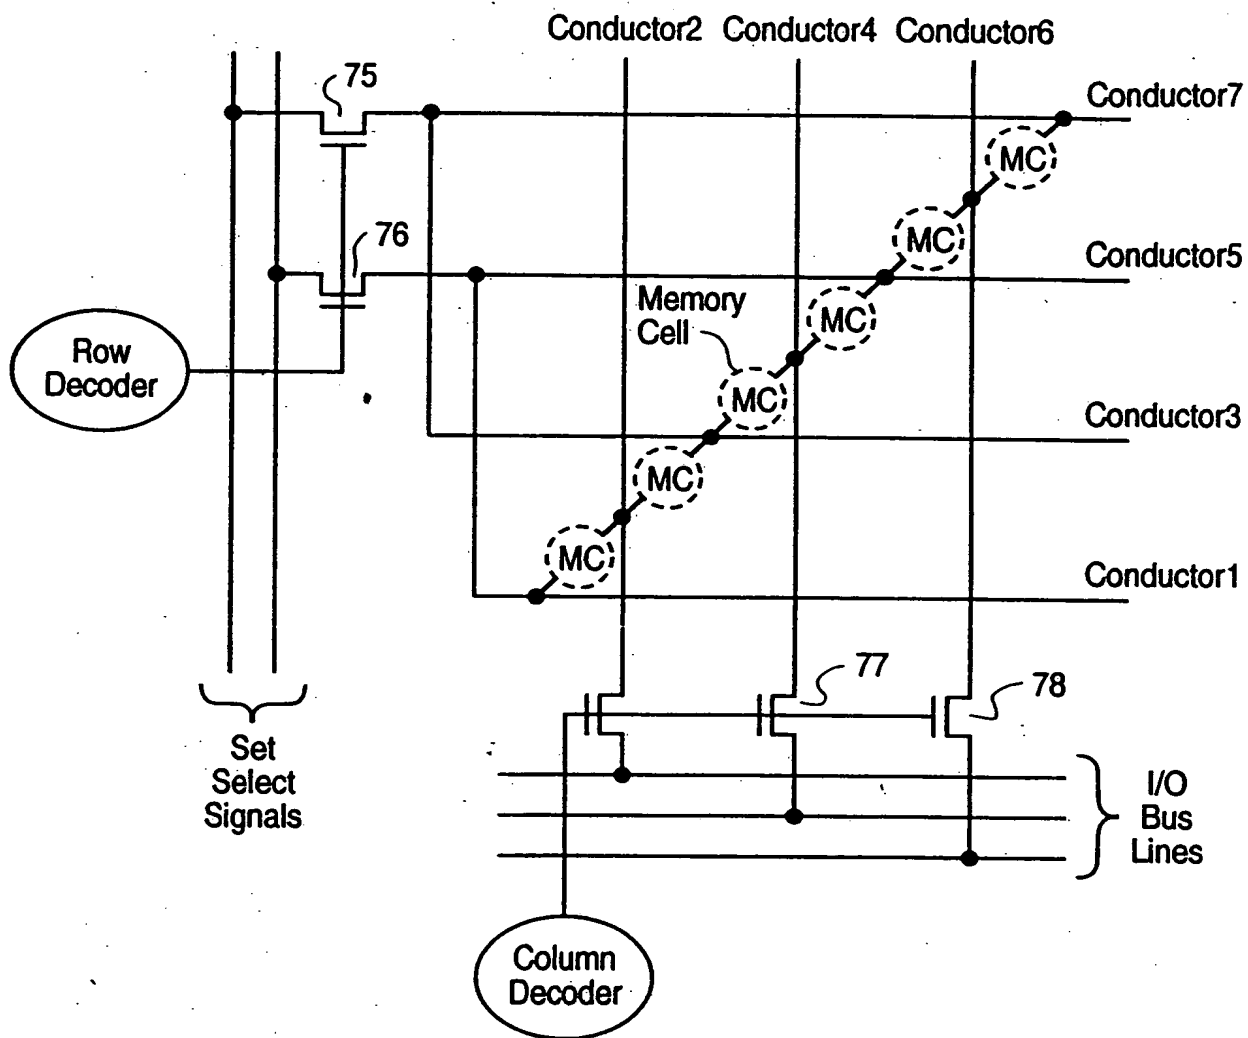 Conductor2 Conductor4 Conductor6
75
Conductor7
MC
76
MC
Conductor5
Memory
Cell
MC
Row
Decoder
MC
Conductor3
MC
MC
Conductor1
77
78
Set
Select
Signals
I/O
Bus
Lines
Column
Decoder